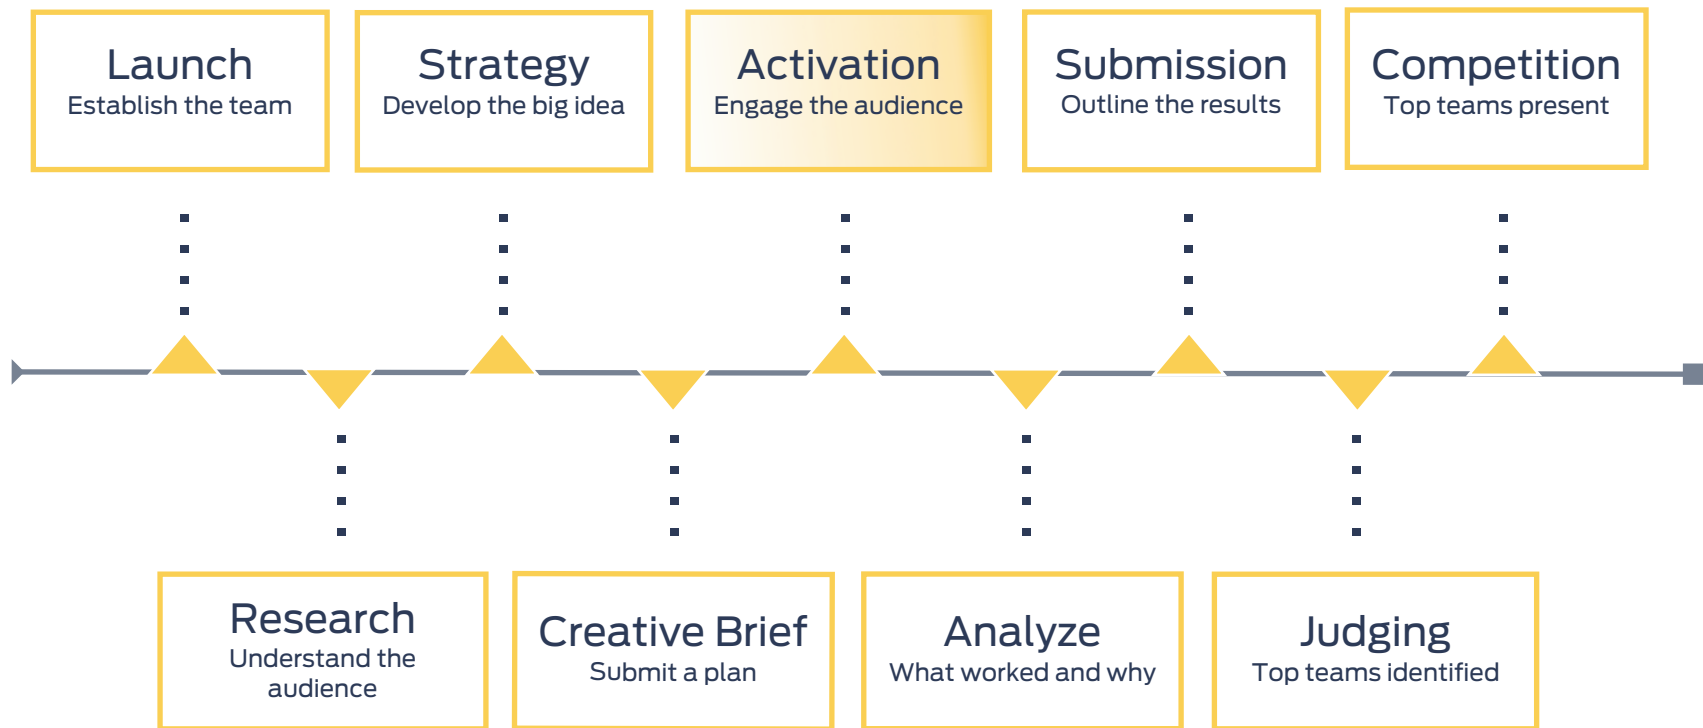 Launch
Establish the team
Strategy
Develop the big idea
Activation
Engage the audience
Submission
Outline the results
Competition
Top teams present
Research
Understand the
audience
Creative Brief
Submit a plan
Analyze
What worked and why
Judging
Top teams identified